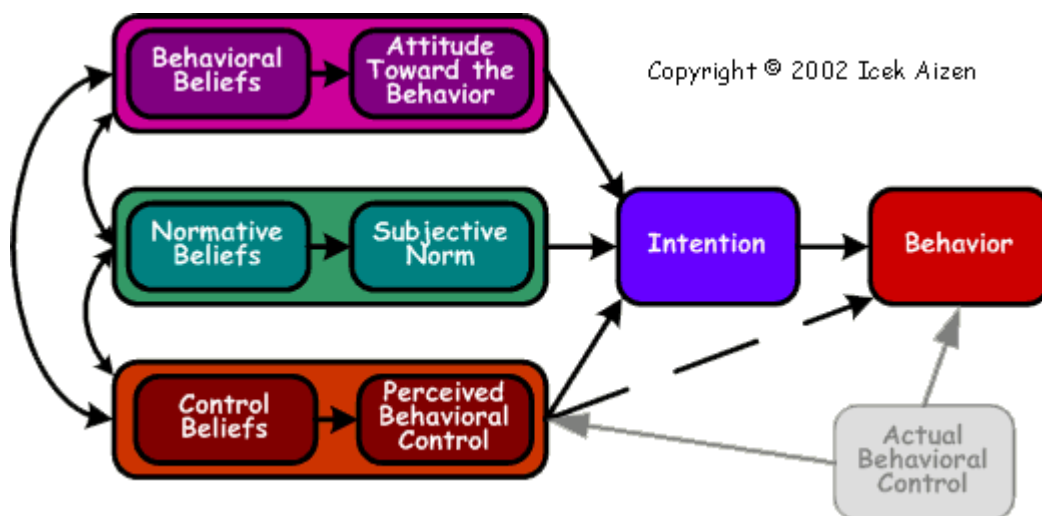 Behavioral
Beliefs
Attitude
Toward the
Behavior
Copyright © 2002 Icek Aizen
Normative
Beliefs
Subjective
Norm
Intention
Behavior
Control
Beliefs
Perceived
Behavioral
Control
Actual
Behavioral
Control